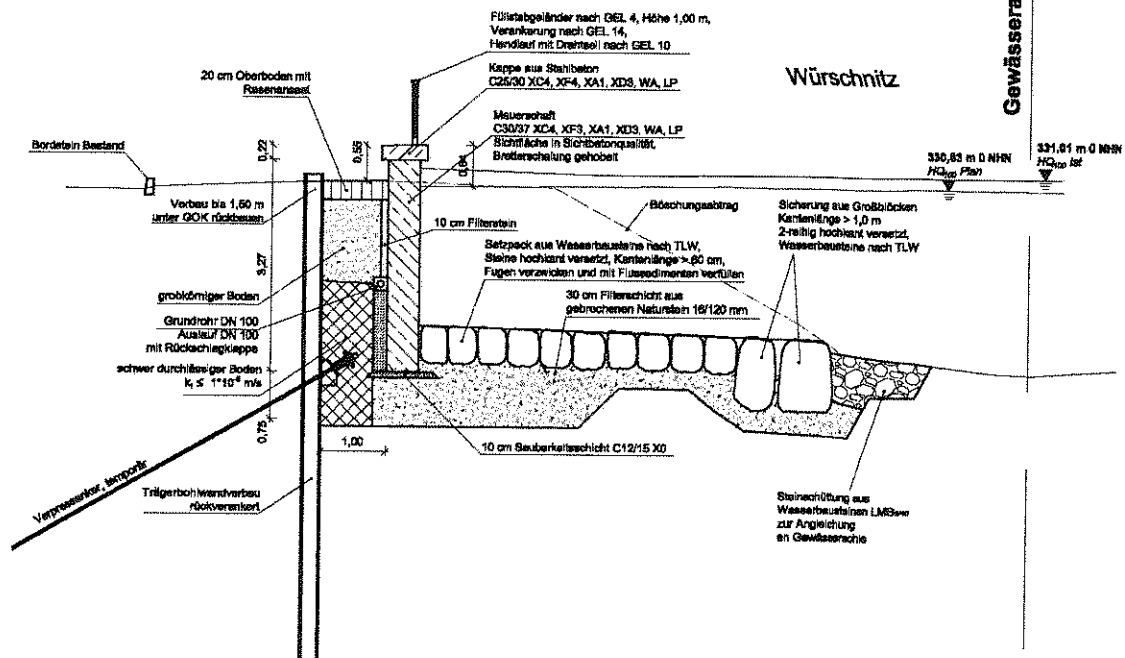 Füllstabgeländer nach GEL 4, Höhe 1,00 m,
Verankerung nach GEL 14,
Handlauf mit Drahtseil nach GEL 10
Kappe aus Stahlbeton
C25/30 XC4, XF4, XA1, XD3, WA, LP
Würschnitz
Gewässera
20 cm Oberboden mit
Rasenansaat
Mauerschaft
C30/37 XC4, XF3, XA1, XD3, WA, LP
Sichtfläche in Sichtbetonqualität,
Bretterschalung gehobelt
Bordstein Bestand
0,22
0,55
0,84
330,83 m ü NHN
HQ100 Plan
331,01 m ü NHN
HQ100 Ist
Verbau bis 1,50 m
unter GOK rückbauen
10 cm Filterstein
Böschungsabtrag
Sicherung aus Großblöcken
Kantenlänge > 1,0 m
2-reihig hochkant versetzt,
Wasserbausteine nach TLW
Setzpack aus Wasserbausteine nach TLW,
Steine hochkant versetzt, Kantenlänge > 60 cm,
Fugen verzwicken und mit Flusssedimenten verfüllen
3,27
grobkörniger Boden
30 cm Filterschicht aus
gebrochenen Naturstein 16/120 mm
Grundrohr DN 100
Auslauf DN 100
mit Rückschlagklappe
schwer durchlässiger Boden
kf ≤ 1*10⁻⁶ m/s
0,75
1,00
10 cm Sauberkeitsschicht C12/15 X0
Verpressanker, temporär
Trägerbohlwandverbau
rückverankert
Steinschüttung aus
Wasserbausteinen
zur Angleichung
an Gewässersohle